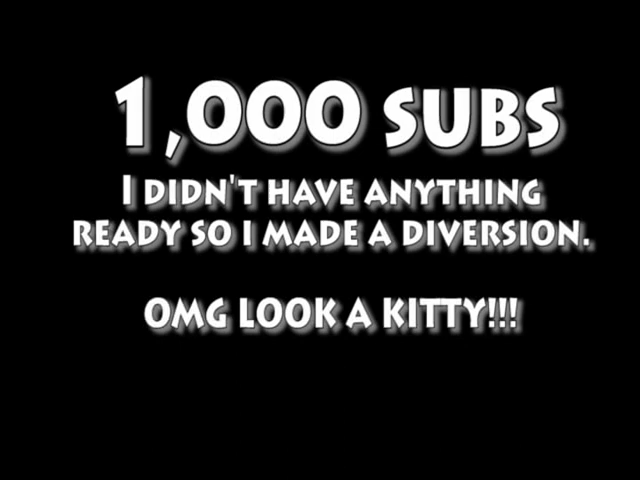 1,000 SUBS
I DIDN'T HAVE ANYTHING
READY SO I MADE A DIVERSION.
OMG LOOK A KITTY!!!